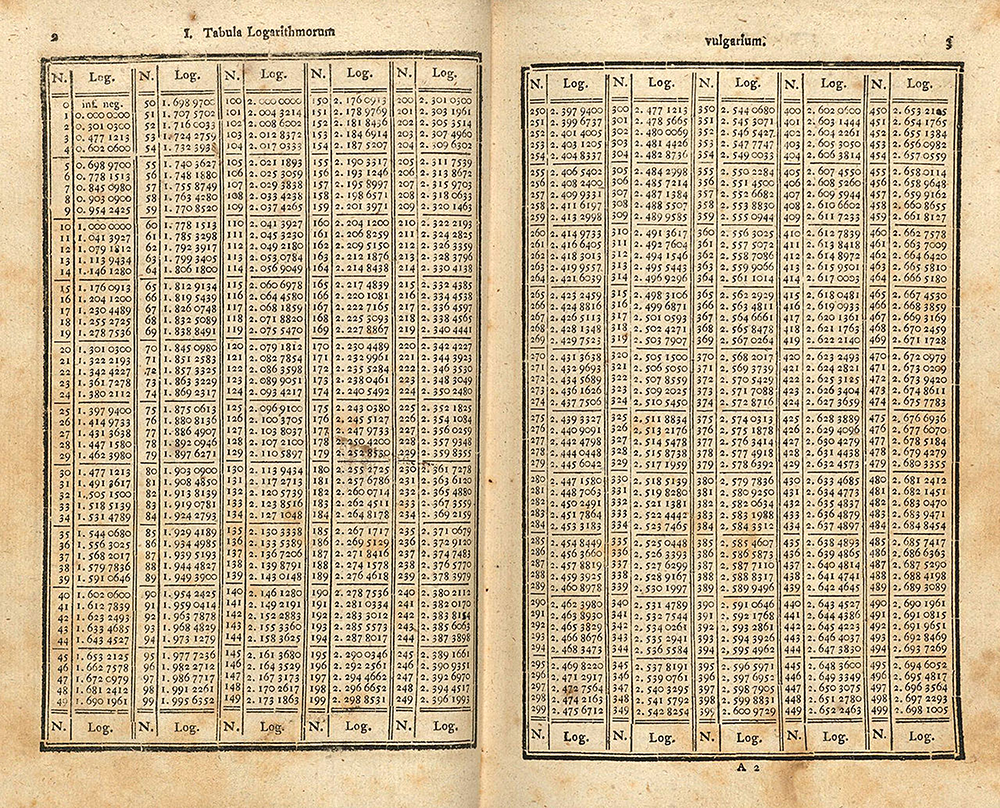 2 I. Tabula Logarithmorum
N. Log. N. Log. N. Log. N. Log. N. Log.
0 inf. neg. 50 1. 698 9700 100 2. 000 0000 150 2. 176 0913 200 2. 301 0300
1 0. 000 0000 51 1. 707 5702 101 2. 004 3214 151 2. 178 9769 201 2. 303 1961
2 0. 301 0300 52 1. 716 0033 102 2. 008 6002 152 2. 181 8436 202 2. 305 3514
3 0. 477 1213 53 1. 724 2759 103 2. 012 8372 153 2. 184 6914 203 2. 307 4960
4 0. 602 0600 54 1. 732 3938 104 2. 017 0333 154 2. 187 5207 204 2. 309 6302
5 0. 698 9700 55 1. 740 3627 105 2. 021 1893 155 2. 190 3317 205 2. 311 7539
6 0. 778 1513 56 1. 748 1880 106 2. 025 3059 156 2. 193 1246 206 2. 313 8672
7 0. 845 0980 57 1. 755 8749 107 2. 029 3838 157 2. 195 8997 207 2. 315 9703
8 0. 903 0900 58 1. 763 4280 108 2. 033 4238 158 2. 198 6571 208 2. 318 0633
9 0. 954 2425 59 1. 770 8520 109 2. 037 4265 159 2. 201 3971 209 2. 320 1463
10 1. 000 0000 60 1. 778 1513 110 2. 041 3927 160 2. 204 1200 210 2. 322 2193
11 1. 041 3927 61 1. 785 3298 111 2. 045 3230 161 2. 206 8259 211 2. 324 2825
12 1. 079 1812 62 1. 792 3917 112 2. 049 2180 162 2. 209 5150 212 2. 326 3359
13 1. 113 9434 63 1. 799 3405 113 2. 053 0784 163 2. 212 1876 213 2. 328 3796
14 1. 146 1280 64 1. 806 1800 114 2. 056 9049 164 2. 214 8438 214 2. 330 4138
15 1. 176 0913 65 1. 812 9134 115 2. 060 6978 165 2. 217 4839 215 2. 332 4385
16 1. 204 1200 66 1. 819 5439 116 2. 064 4580 166 2. 220 1081 216 2. 334 4538
17 1. 230 4489 67 1. 826 0748 117 2. 068 1859 167 2. 222 7165 217 2. 336 4597
18 1. 255 2725 68 1. 832 5089 118 2. 071 8820 168 2. 225 3093 218 2. 338 4565
19 1. 278 7536 69 1. 838 8491 119 2. 075 5470 169 2. 227 8867 219 2. 340 4441
20 1. 301 0300 70 1. 845 0980 120 2. 079 1812 170 2. 230 4489 220 2. 342 4227
21 1. 322 2193 71 1. 851 2583 121 2. 082 7854 171 2. 232 9961 221 2. 344 3923
22 1. 342 4227 72 1. 857 3325 122 2. 086 3598 172 2. 235 5284 222 2. 346 3530
23 1. 361 7278 73 1. 863 3229 123 2. 089 9051 173 2. 238 0461 223 2. 348 3049
24 1. 380 2112 74 1. 869 2317 124 2. 093 4217 174 2. 240 5492 224 2. 350 2480
25 1. 397 9400 75 1. 875 0613 125 2. 096 9100 175 2. 243 0380 225 2. 352 1825
26 1. 414 9733 76 1. 880 8136 126 2. 100 3705 176 2. 245 5127 226 2. 354 1084
27 1. 431 3638 77 1. 886 4907 127 2. 103 8037 177 2. 247 9733 227 2. 356 0259
28 1. 447 1580 78 1. 892 0946 128 2. 107 2100 178 2. 250 4200 228 2. 357 9348
29 1. 462 3980 79 1. 897 6271 129 2. 110 5897 179 2. 252 8530 229 2. 359 8355
30 1. 477 1213 80 1. 903 0900 130 2. 113 9434 180 2. 255 2725 230 2. 361 7278
31 1. 491 3617 81 1. 908 4850 131 2. 117 2713 181 2. 257 6786 231 2. 363 6120
32 1. 505 1500 82 1. 913 8139 132 2. 120 5739 182 2. 260 0714 232 2. 365 4880
33 1. 518 5139 83 1. 919 0781 133 2. 123 8516 183 2. 262 4511 233 2. 367 3559
34 1. 531 4789 84 1. 924 2793 134 2. 127 1048 184 2. 264 8178 234 2. 369 2159
35 1. 544 0680 85 1. 929 4189 135 2. 130 3338 185 2. 267 1717 235 2. 371 0679
36 1. 556 3025 86 1. 934 4985 136 2. 133 5389 186 2. 269 5129 236 2. 372 9120
37 1. 568 2017 87 1. 939 5193 137 2. 136 7206 187 2. 271 8416 237 2. 374 7483
38 1. 579 7836 88 1. 944 4827 138 2. 139 8791 188 2. 274 1578 238 2. 376 5770
39 1. 591 0646 89 1. 949 3900 139 2. 143 0148 189 2. 276 4618 239 2. 378 3979
40 1. 602 0600 90 1. 954 2425 140 2. 146 1280 190 2. 278 7536 240 2. 380 2112
41 1. 612 7839 91 1. 959 0414 141 2. 149 2191 191 2. 281 0334 241 2. 382 0170
42 1. 623 2493 92 1. 963 7878 142 2. 152 2883 192 2. 283 3012 242 2. 383 8154
43 1. 633 4685 93 1. 968 4829 143 2. 155 3360 193 2. 285 5573 243 2. 385 6063
44 1. 643 4527 94 1. 973 1279 144 2. 158 3625 194 2. 287 8017 244 2. 387 3898
45 1. 653 2125 95 1. 977 7236 145 2. 161 3680 195 2. 290 0346 245 2. 389 1661
46 1. 662 7578 96 1. 982 2712 146 2. 164 3529 196 2. 292 2561 246 2. 390 9351
47 1. 672 0979 97 1. 986 7717 147 2. 167 3173 197 2. 294 4662 247 2. 392 6970
48 1. 681 2412 98 1. 991 2261 148 2. 170 2617 198 2. 296 6652 248 2. 394 4517
49 1. 690 1961 99 1. 995 6352 149 2. 173 1863 199 2. 298 8531 249 2. 396 1993
N. Log. N. Log. N. Log. N. Log. N. Log.
vulgarium. 3
N. Log. N. Log. N. Log. N. Log. N. Log.
250 2. 397 9400 300 2. 477 1213 350 2. 544 0680 400 2. 602 0600 450 2. 653 2125
251 2. 399 6737 301 2. 478 5665 351 2. 545 3071 401 2. 603 1444 451 2. 654 1765
252 2. 401 4005 302 2. 480 0069 352 2. 546 5427 402 2. 604 2261 452 2. 655 1384
253 2. 403 1205 303 2. 481 4426 353 2. 547 7747 403 2. 605 3050 453 2. 656 0982
254 2. 404 8337 304 2. 482 8736 354 2. 549 0033 404 2. 606 3814 454 2. 657 0559
255 2. 406 5402 305 2. 484 2998 355 2. 550 2284 405 2. 607 4550 455 2. 658 0114
256 2. 408 2400 306 2. 485 7214 356 2. 551 4500 406 2. 608 5260 456 2. 658 9648
257 2. 409 9331 307 2. 487 1384 357 2. 552 6682 407 2. 609 5944 457 2. 659 9162
258 2. 411 6197 308 2. 488 5507 358 2. 553 8830 408 2. 610 6602 458 2. 660 8655
259 2. 413 2998 309 2. 489 9585 359 2. 555 0944 409 2. 611 7233 459 2. 661 8127
260 2. 414 9733 310 2. 491 3617 360 2. 556 3025 410 2. 612 7839 460 2. 662 7578
261 2. 416 6405 311 2. 492 7604 361 2. 557 5072 411 2. 613 8418 461 2. 663 7009
262 2. 418 3013 312 2. 494 1546 362 2. 558 7086 412 2. 614 8972 462 2. 664 6420
263 2. 419 9557 313 2. 495 5443 363 2. 559 9066 413 2. 615 9501 463 2. 665 5810
264 2. 421 6039 314 2. 496 9296 364 2. 561 1014 414 2. 617 0003 464 2. 666 5180
265 2. 423 2459 315 2. 498 3106 365 2. 562 2929 415 2. 618 0481 465 2. 667 4530
266 2. 424 8816 316 2. 499 6871 366 2. 563 4811 416 2. 619 0933 466 2. 668 3859
267 2. 426 5113 317 2. 501 0593 367 2. 564 6661 417 2. 620 1361 467 2. 669 3169
268 2. 428 1348 318 2. 502 4271 368 2. 565 8478 418 2. 621 1763 468 2. 670 2459
269 2. 429 7523 319 2. 503 7907 369 2. 567 0264 419 2. 622 2140 469 2. 671 1728
270 2. 431 3638 320 2. 505 1500 370 2. 568 2017 420 2. 623 2493 470 2. 672 0979
271 2. 432 9693 321 2. 506 5050 371 2. 569 3739 421 2. 624 2821 471 2. 673 0209
272 2. 434 5689 322 2. 507 8559 372 2. 570 5429 422 2. 625 3125 472 2. 673 9420
273 2. 436 1626 323 2. 509 2025 373 2. 571 7088 423 2. 626 3404 473 2. 674 8611
274 2. 437 7506 324 2. 510 5450 374 2. 572 8716 424 2. 627 3659 474 2. 675 7783
275 2. 439 3327 325 2. 511 8834 375 2. 574 0313 425 2. 628 3889 475 2. 676 6936
276 2. 440 9091 326 2. 513 2176 376 2. 575 1878 426 2. 629 4096 476 2. 677 6070
277 2. 442 4798 327 2. 514 5478 377 2. 576 3414 427 2. 630 4279 477 2. 678 5184
278 2. 444 0448 328 2. 515 8738 378 2. 577 4918 428 2. 631 4438 478 2. 679 4279
279 2. 445 6042 329 2. 517 1959 379 2. 578 6392 429 2. 632 4573 479 2. 680 3355
280 2. 447 1580 330 2. 518 5139 380 2. 579 7836 430 2. 633 4685 480 2. 681 2412
281 2. 448 7063 331 2. 519 8280 381 2. 580 9250 431 2. 634 4773 481 2. 682 1451
282 2. 450 2491 332 2. 521 1381 382 2. 582 0634 432 2. 635 4837 482 2. 683 0470
283 2. 451 7864 333 2. 522 4442 383 2. 583 1988 433 2. 636 4879 483 2. 683 9471
284 2. 453 3183 334 2. 523 7465 384 2. 584 3312 434 2. 637 4897 484 2. 684 8454
285 2. 454 8449 335 2. 525 0448 385 2. 585 4607 435 2. 638 4893 485 2. 685 7417
286 2. 456 3660 336 2. 526 3393 386 2. 586 5873 436 2. 639 4865 486 2. 686 6363
287 2. 457 8819 337 2. 527 6299 387 2. 587 7110 437 2. 640 4814 487 2. 687 5290
288 2. 459 3925 338 2. 528 9167 388 2. 588 8317 438 2. 641 4741 488 2. 688 4198
289 2. 460 8978 339 2. 530 1997 389 2. 589 9496 439 2. 642 4645 489 2. 689 3089
290 2. 462 3980 340 2. 531 4789 390 2. 591 0646 440 2. 643 4527 490 2. 690 1961
291 2. 463 8930 341 2. 532 7544 391 2. 592 1768 441 2. 644 4386 491 2. 691 0815
292 2. 465 3829 342 2. 534 0261 392 2. 593 2861 442 2. 645 4223 492 2. 691 9651
293 2. 466 8676 343 2. 535 2941 393 2. 594 3926 443 2. 646 4037 493 2. 692 8469
294 2. 468 3473 344 2. 536 5584 394 2. 595 4962 444 2. 647 3830 494 2. 693 7269
295 2. 469 8220 345 2. 537 8191 395 2. 596 5971 445 2. 648 3600 495 2. 694 6052
296 2. 471 2917 346 2. 539 0761 396 2. 597 6952 446 2. 649 3349 496 2. 695 4817
297 2. 472 7564 347 2. 540 3295 397 2. 598 7905 447 2. 650 3075 497 2. 696 3564
298 2. 474 2163 348 2. 541 5792 398 2. 599 8831 448 2. 651 2780 498 2. 697 2293
299 2. 475 6712 349 2. 542 8254 399 2. 600 9729 449 2. 652 2463 499 2. 698 1005
N. Log. N. Log. N. Log. N. Log. N. Log.
A 2